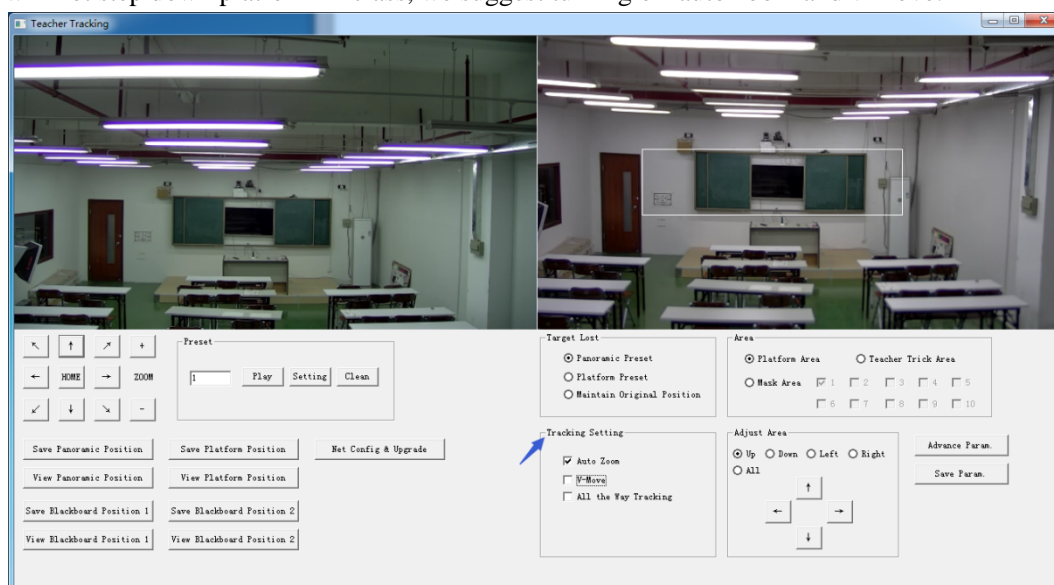 Teacher Tracking
+
HOME
ZOOM
-
Preset
1
Play
Setting
Clean
Save Panoramic Position
Save Platform Position
Net Config & Upgrade
View Panoramic Position
View Platform Position
Save Blackboard Position 1
Save Blackboard Position 2
View Blackboard Position 1
View Blackboard Position 2
Target Lost
Panoramic Preset
Platform Preset
Maintain Original Position
Area
Platform Area
Teacher Trick Area
Mask Area
1 2 3 4 5
6 7 8 9 10
Tracking Setting
Auto Zoom
V-Move
All the Way Tracking
Adjust Area
Up Down Left Right
All
Advance Param.
Save Param.